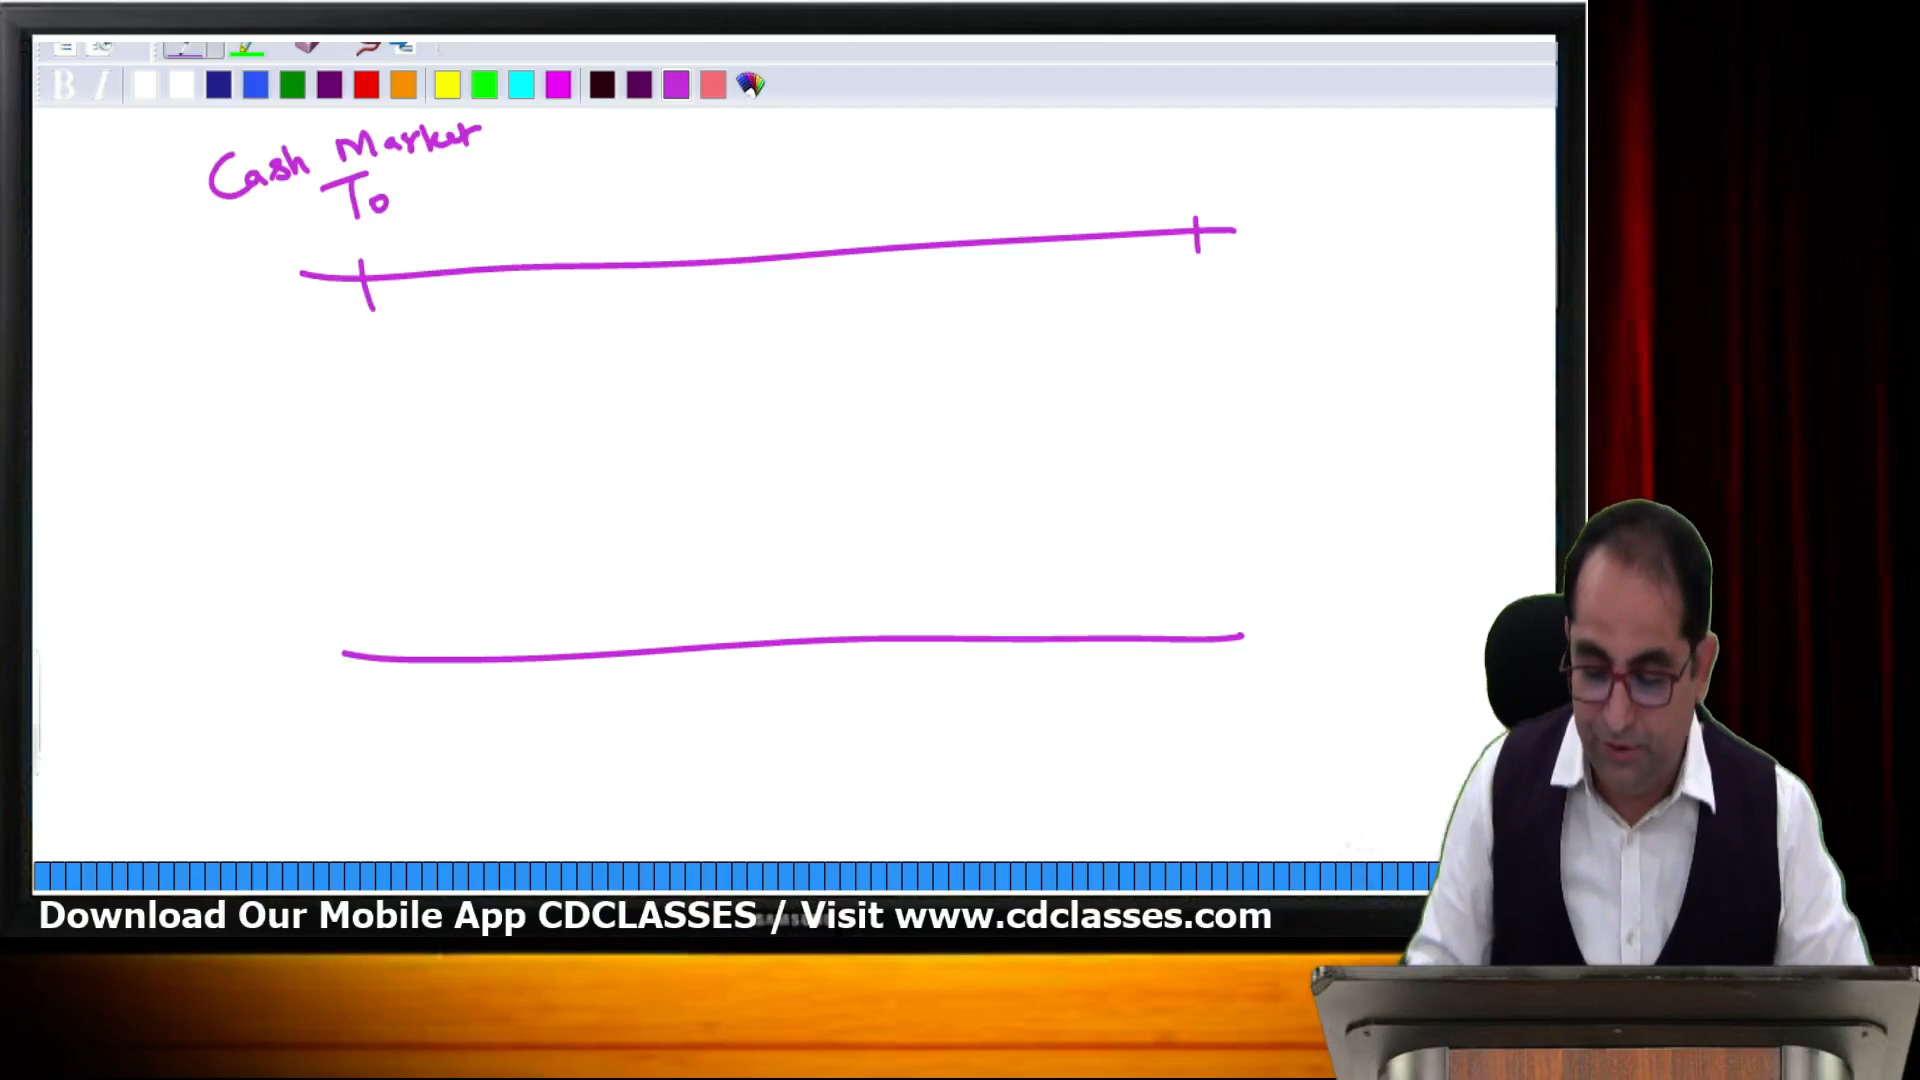 B I
Cash Market
To
Download Our Mobile App CDCLASSES / Visit www.cdclasses.com